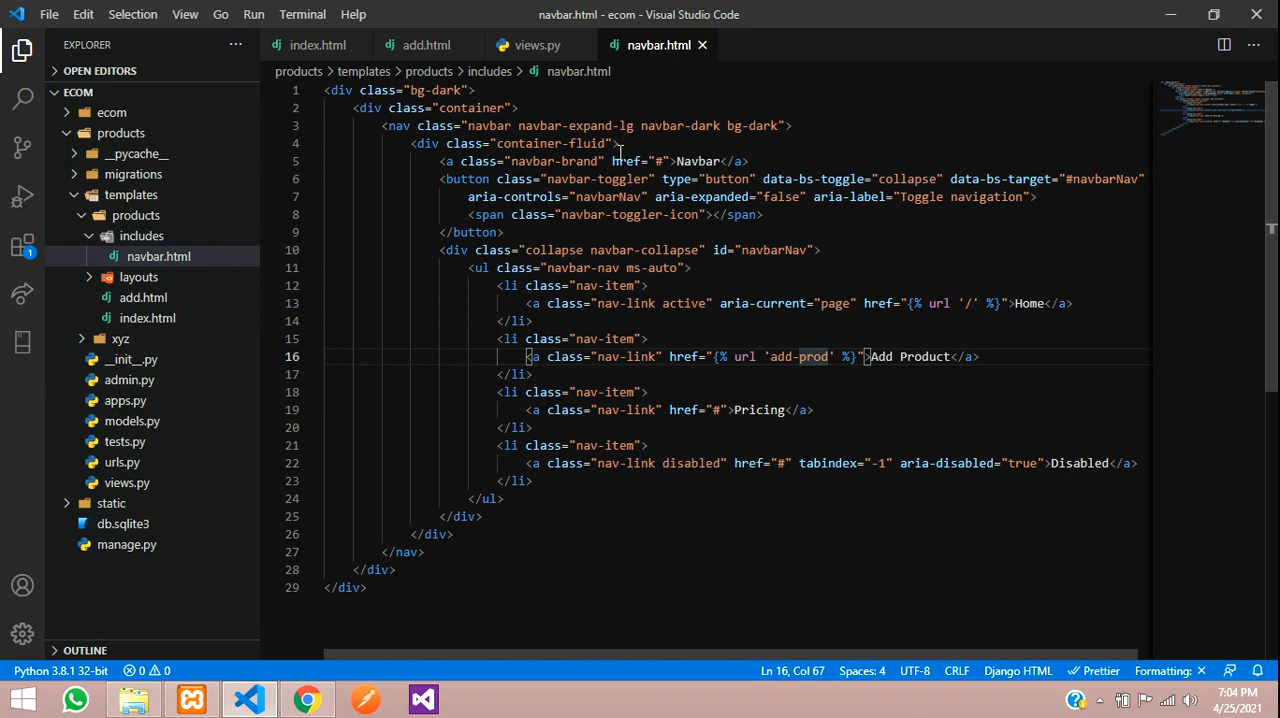 File Edit Selection View Go Run Terminal Help
navbar.html - ecom - Visual Studio Code
EXPLORER
index.html
add.html
views.py
navbar.html
OPEN EDITORS
products > templates > products > includes > navbar.html
ECOM
ecom
products
__pycache__
migrations
templates
products
includes
navbar.html
layouts
add.html
index.html
xyz
__init__.py
admin.py
apps.py
models.py
tests.py
urls.py
views.py
static
db.sqlite3
manage.py
OUTLINE
1
1 <div class="bg-dark">
2 <div class="container">
3 <nav class="navbar navbar-expand-lg navbar-dark bg-dark">
4 <div class="container-fluid">
5 <a class="navbar-brand" href="#">Navbar</a>
6 <button class="navbar-toggler" type="button" data-bs-toggle="collapse" data-bs-target="#navbarNav"
7 aria-controls="navbarNav" aria-expanded="false" aria-label="Toggle navigation">
8 <span class="navbar-toggler-icon"></span>
9 </button>
10 <div class="collapse navbar-collapse" id="navbarNav">
11 <ul class="navbar-nav ms-auto">
12 <li class="nav-item">
13 <a class="nav-link active" aria-current="page" href="{% url '/' %}">Home</a>
14 </li>
15 <li class="nav-item">
16 <a class="nav-link" href="{% url 'add-prod' %}">Add Product</a>
17 </li>
18 <li class="nav-item">
19 <a class="nav-link" href="#">Pricing</a>
20 </li>
21 <li class="nav-item">
22 <a class="nav-link disabled" href="#" tabindex="-1" aria-disabled="true">Disabled</a>
23 </li>
24 </ul>
25 </div>
26 </div>
27 </nav>
28 </div>
29 </div>
Python 3.8.1 32-bit 0 0
Ln 16, Col 67 Spaces: 4 UTF-8 CRLF Django HTML Prettier Formatting: ×
7:04 PM
4/25/2021